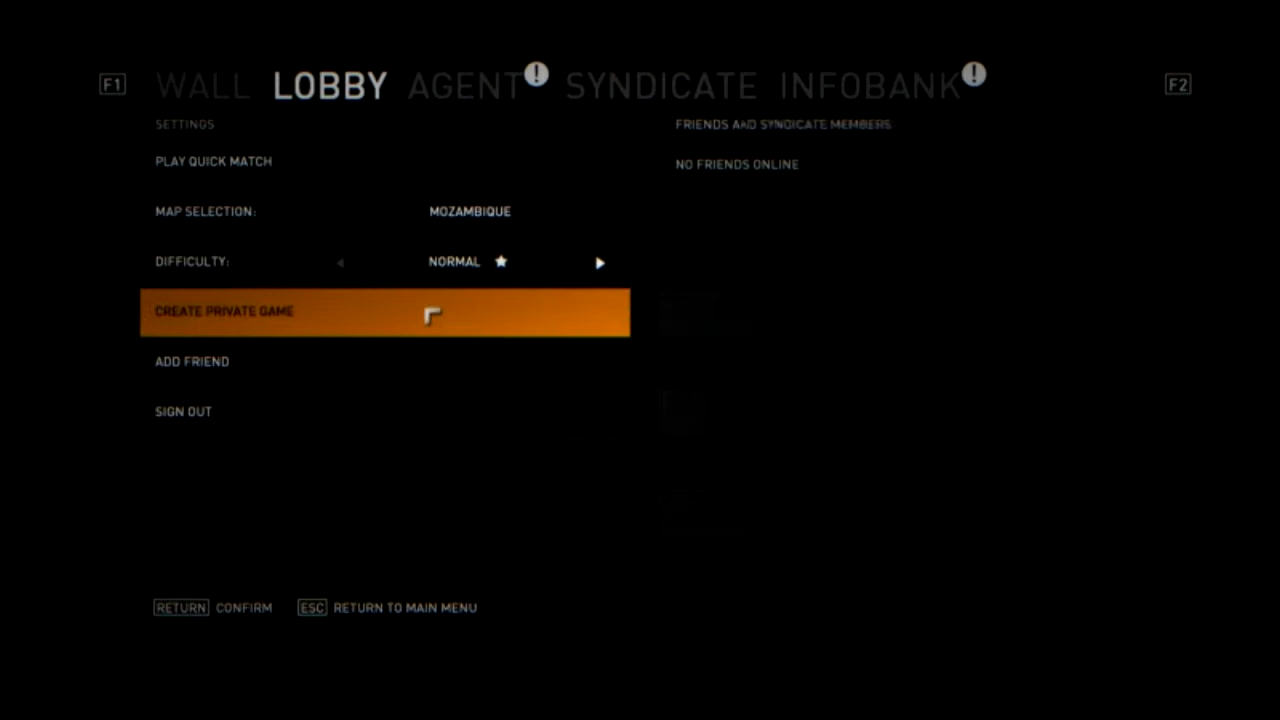 F1 WALL LOBBY AGENT ! SYNDICATE INFOBANK ! F2
SETTINGS
PLAY QUICK MATCH
MAP SELECTION: MOZAMBIQUE
DIFFICULTY: NORMAL
CREATE PRIVATE GAME
ADD FRIEND
SIGN OUT
FRIENDS AND SYNDICATE MEMBERS
NO FRIENDS ONLINE
RETURN CONFIRM ESC RETURN TO MAIN MENU